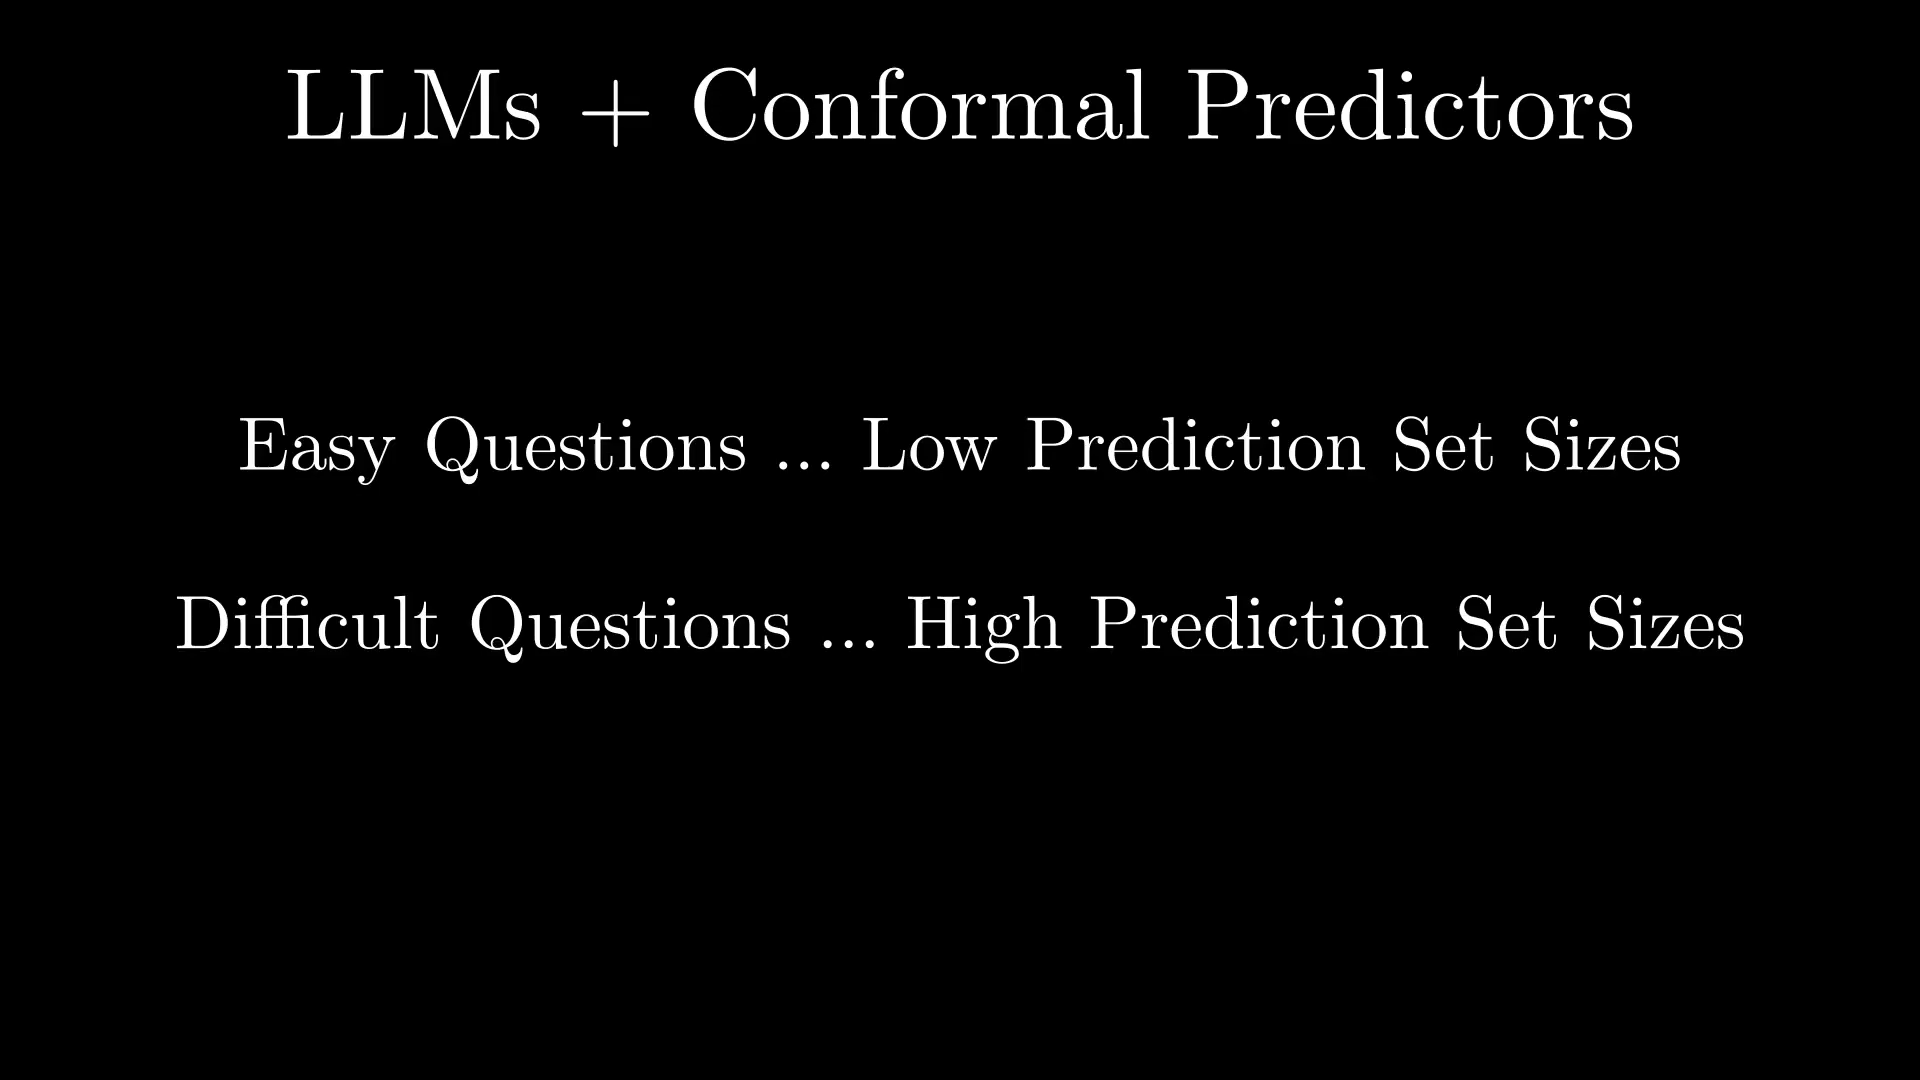 LLMs + Conformal Predictors
Easy Questions ... Low Prediction Set Sizes
Difficult Questions ... High Prediction Set Sizes